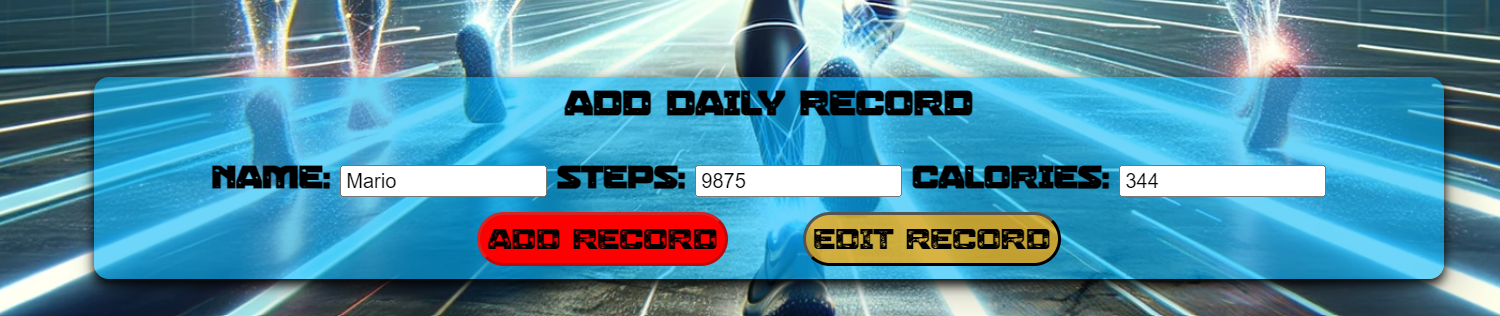 ADD DAILY RECORD
NAME: Mario STEPS: 9875 CALORIES: 344
ADD RECORD EDIT RECORD